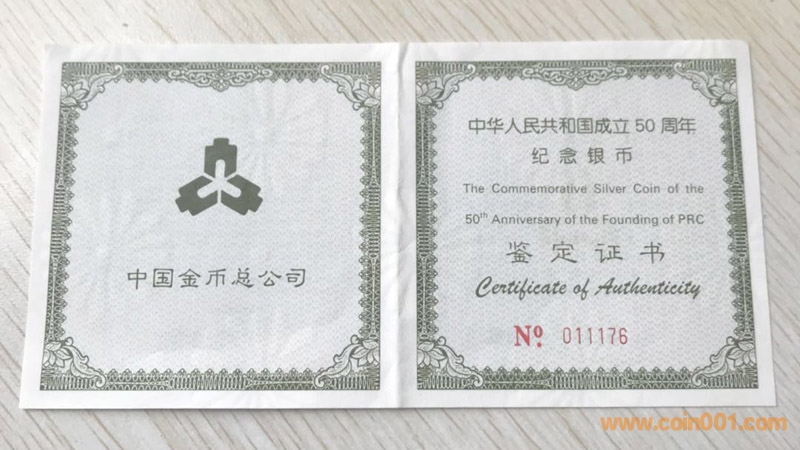 中国金币总公司
中华人民共和国成立50周年
纪念银币
The Commemorative Silver Coin of the
50th Anniversary of the Founding of PRC
鉴定证书
Certificate of Authenticity
No. 011176
www.coin001.com